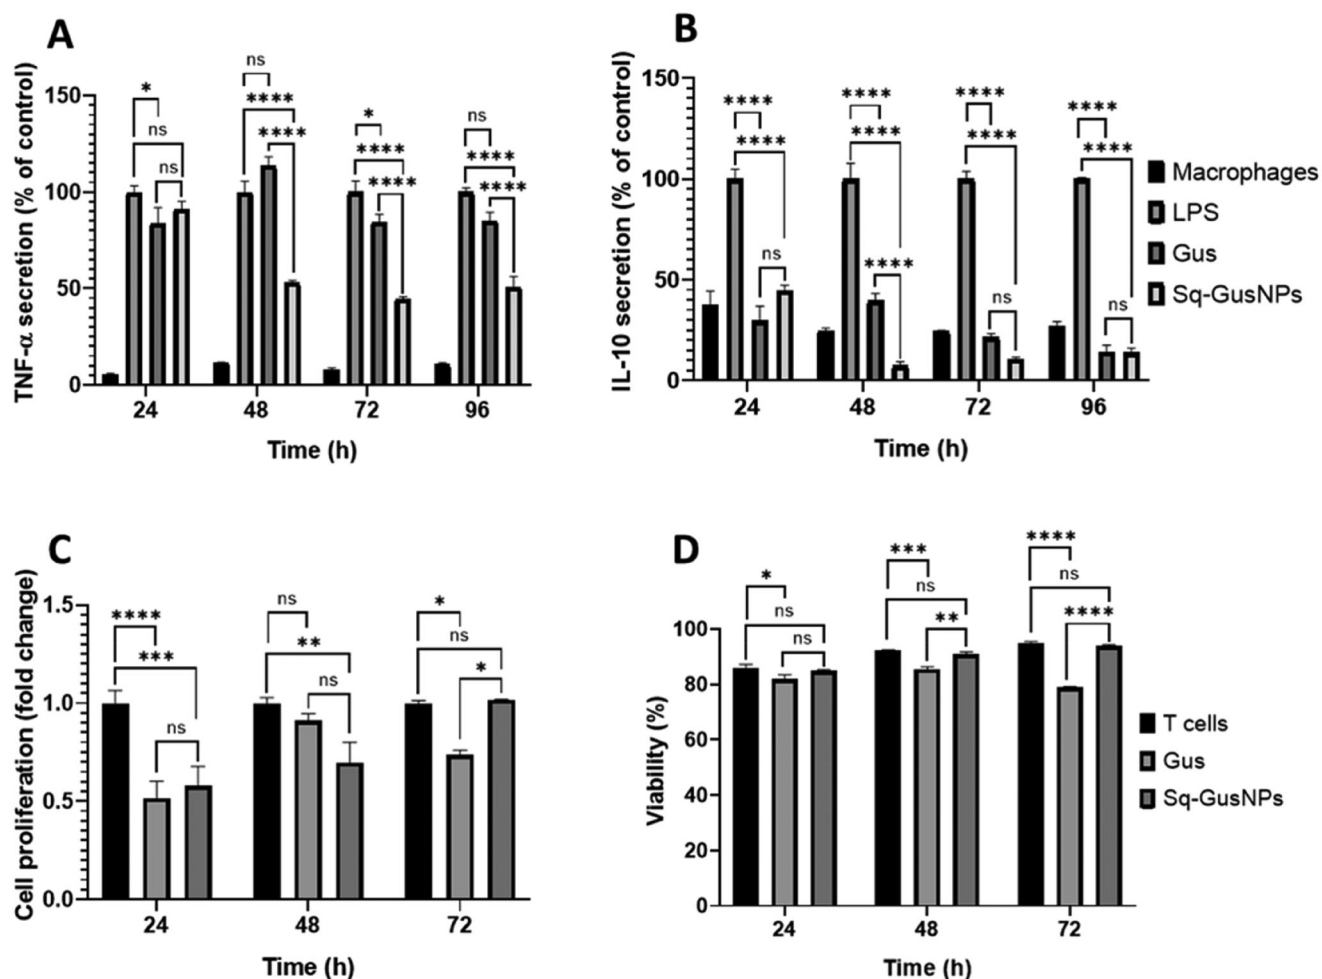 A
TNF-α secretion (% of control)
150
100
50
0
*
ns
ns
ns
****
****
*
****
****
ns
****
****
24 48 72 96
Time (h)
B
IL-10 secretion (% of control)
150
100
50
0
****
****
ns
****
****
****
****
****
ns
****
****
ns
24 48 72 96
Time (h)
Macrophages
LPS
Gus
Sq-GusNPs
C
Cell proliferation (fold change)
1.5
1.0
0.5
0.0
****
***
ns
ns
**
ns
*
ns
*
24 48 72
Time (h)
D
Viability (%)
100
80
60
40
20
0
*
ns
ns
***
ns
**
****
ns
****
24 48 72
Time (h)
T cells
Gus
Sq-GusNPs